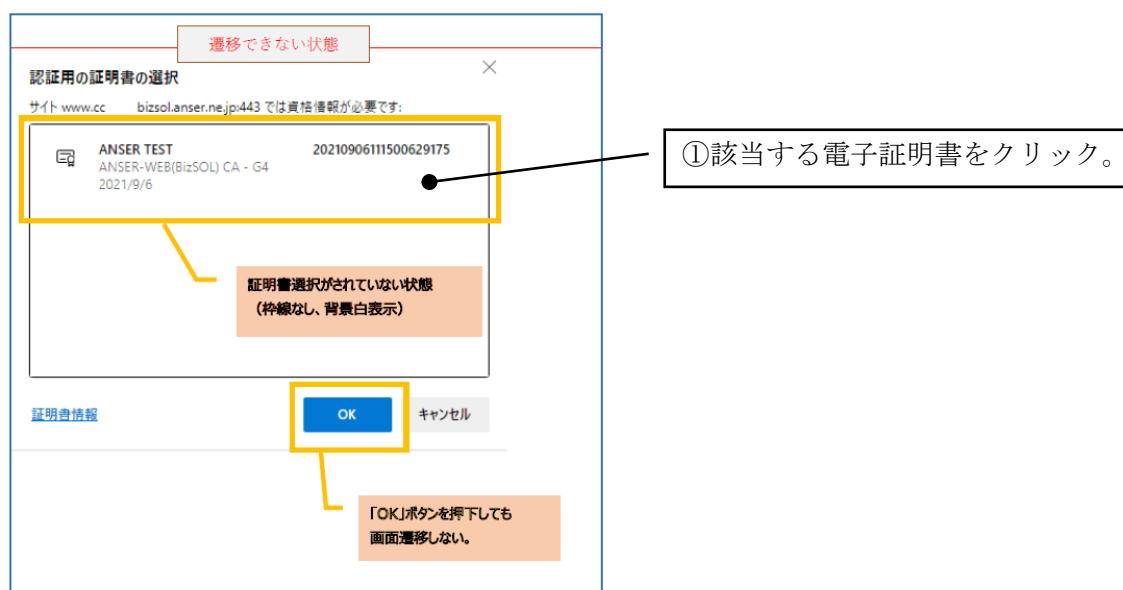 遷移できない状態
認証用の証明書の選択
サイト www.cc bizsol.anser.ne.jp:443 では資格情報が必要です:
ANSER TEST 20210906111500629175
ANSER-WEB(BizSOL) CA - G4
2021/9/6
①該当する電子証明書をクリック。
証明書選択がされていない状態
（枠線なし、背景白表示）
証明書情報 OK キャンセル
「OK」ボタンを押下しても
画面遷移しない。